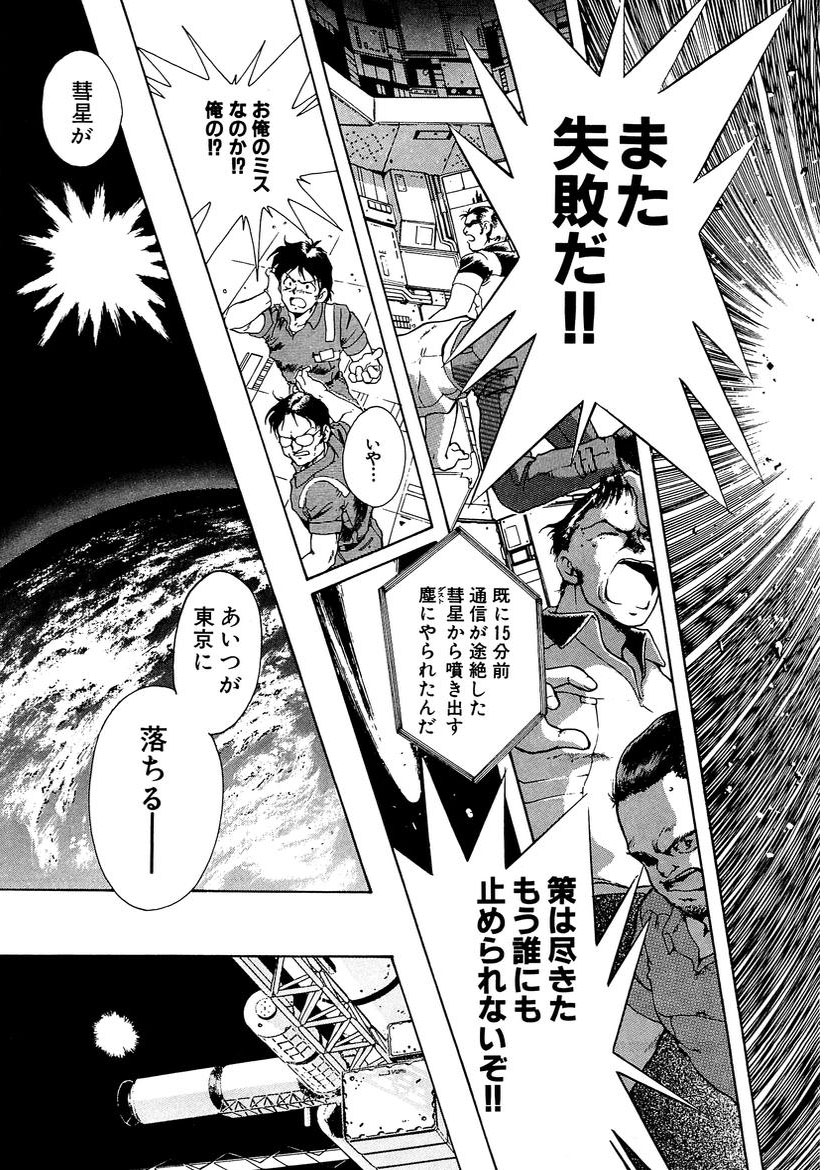 また
失敗だ!!
お俺のミス
なのか!?
俺の!?
いや…
既に15分前
通信が途絶した
彗星から噴き出す
塵にやられたんだ
ダスト
策は尽きた
もう誰にも
止められないぞ!!
彗星が
あいつが
東京に
落ちる──